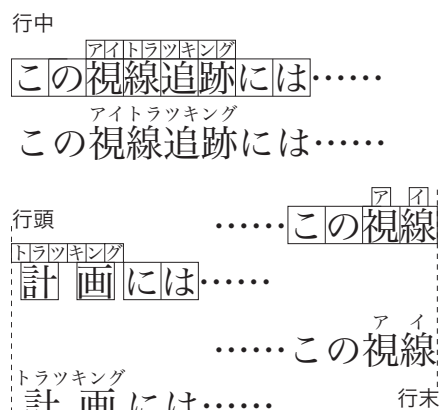 行中
アイトラッキング
この視線追跡には……
アイトラッキング
この視線追跡には……
アイ
行頭
……この視線
トラッキング
計画には……
アイ
……この視線
トラッキング
計画には……
行末